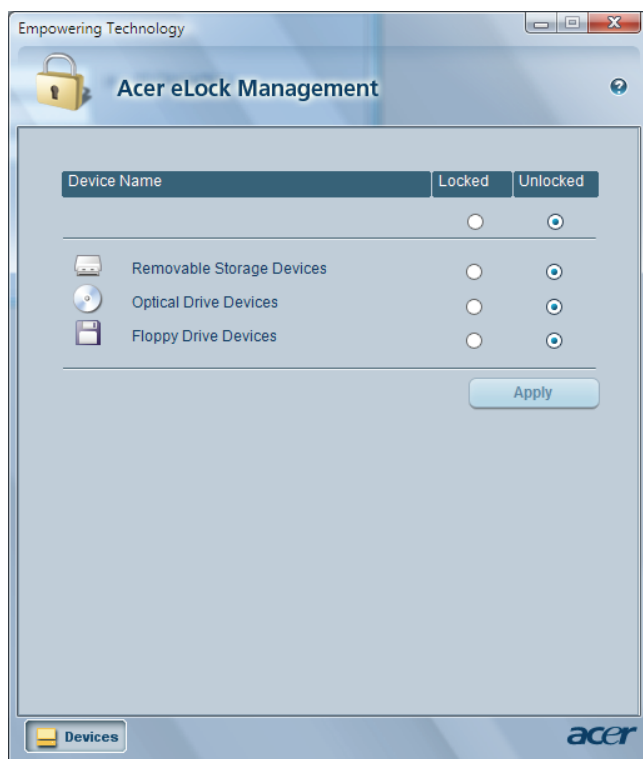 Empowering Technology
Acer eLock Management
Device Name Locked Unlocked
Removable Storage Devices
Optical Drive Devices
Floppy Drive Devices
Apply
Devices
acer